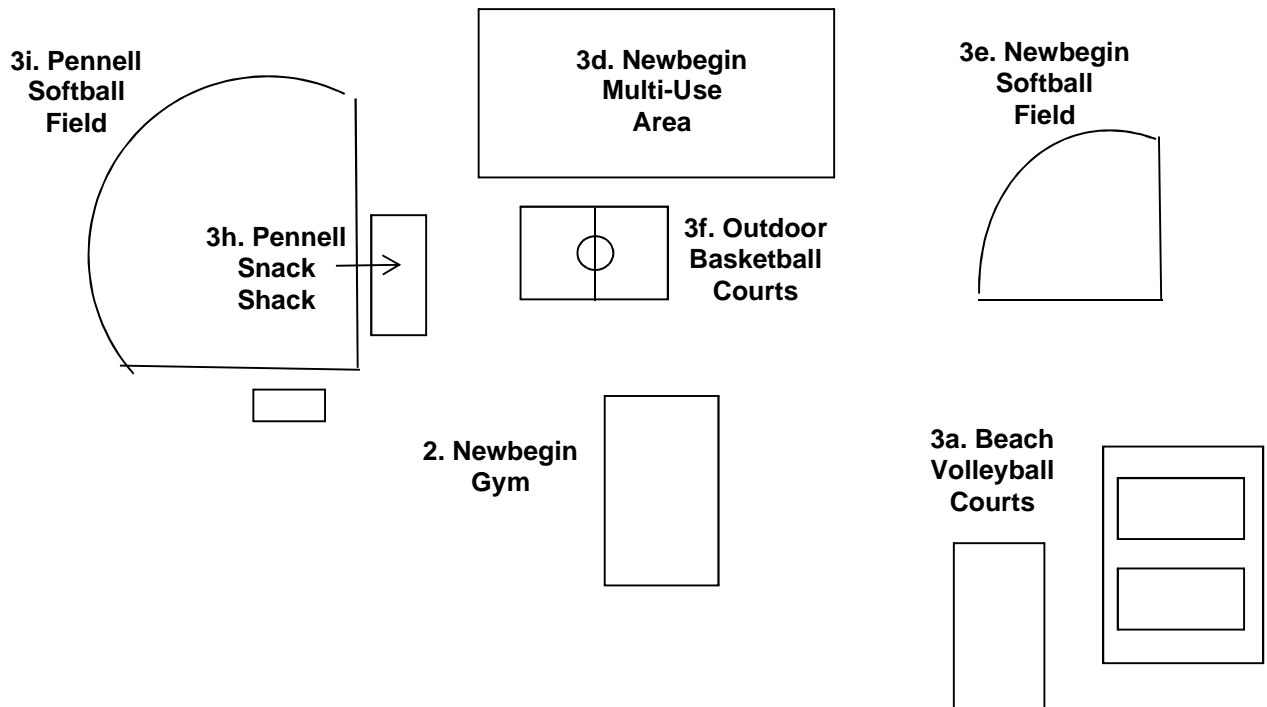 3i. Pennell
Softball
Field
3d. Newbegin
Multi-Use
Area
3e. Newbegin
Softball
Field
3h. Pennell
Snack
Shack
3f. Outdoor
Basketball
Courts
2. Newbegin
Gym
3a. Beach
Volleyball
Courts